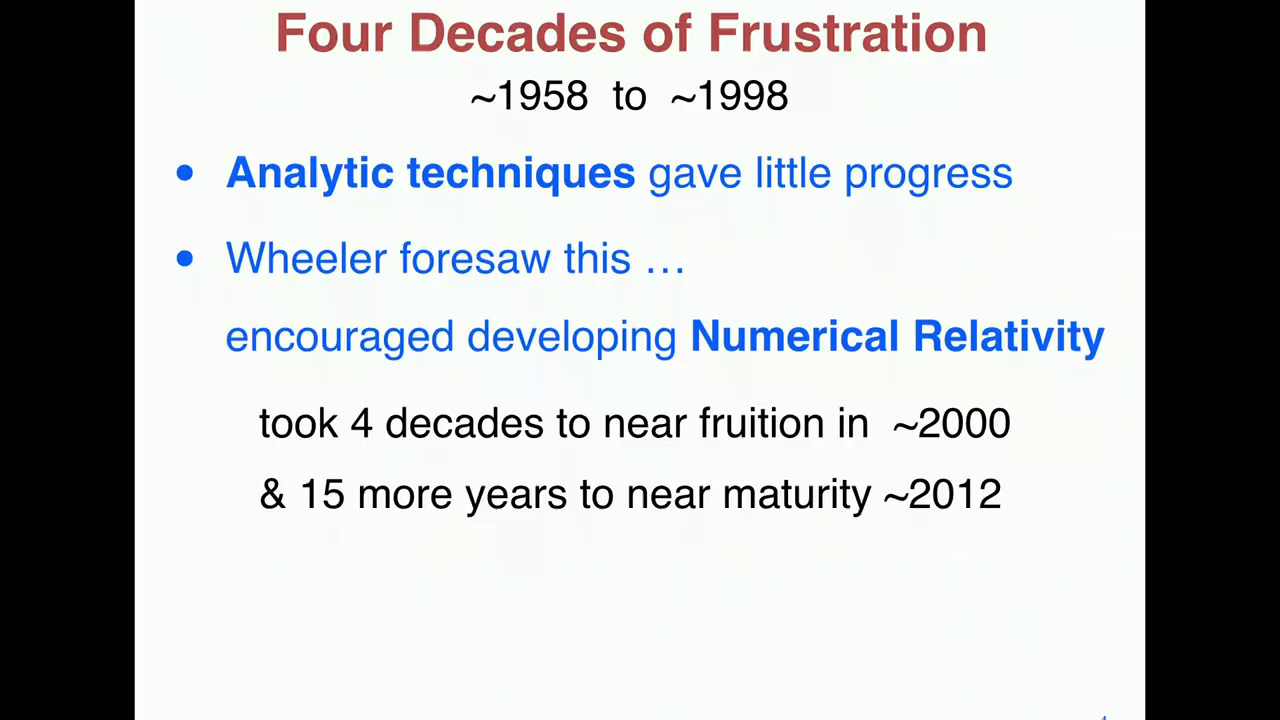 Four Decades of Frustration
~1958 to ~1998
• Analytic techniques gave little progress
• Wheeler foresaw this …
encouraged developing Numerical Relativity
took 4 decades to near fruition in ~2000
& 15 more years to near maturity ~2012